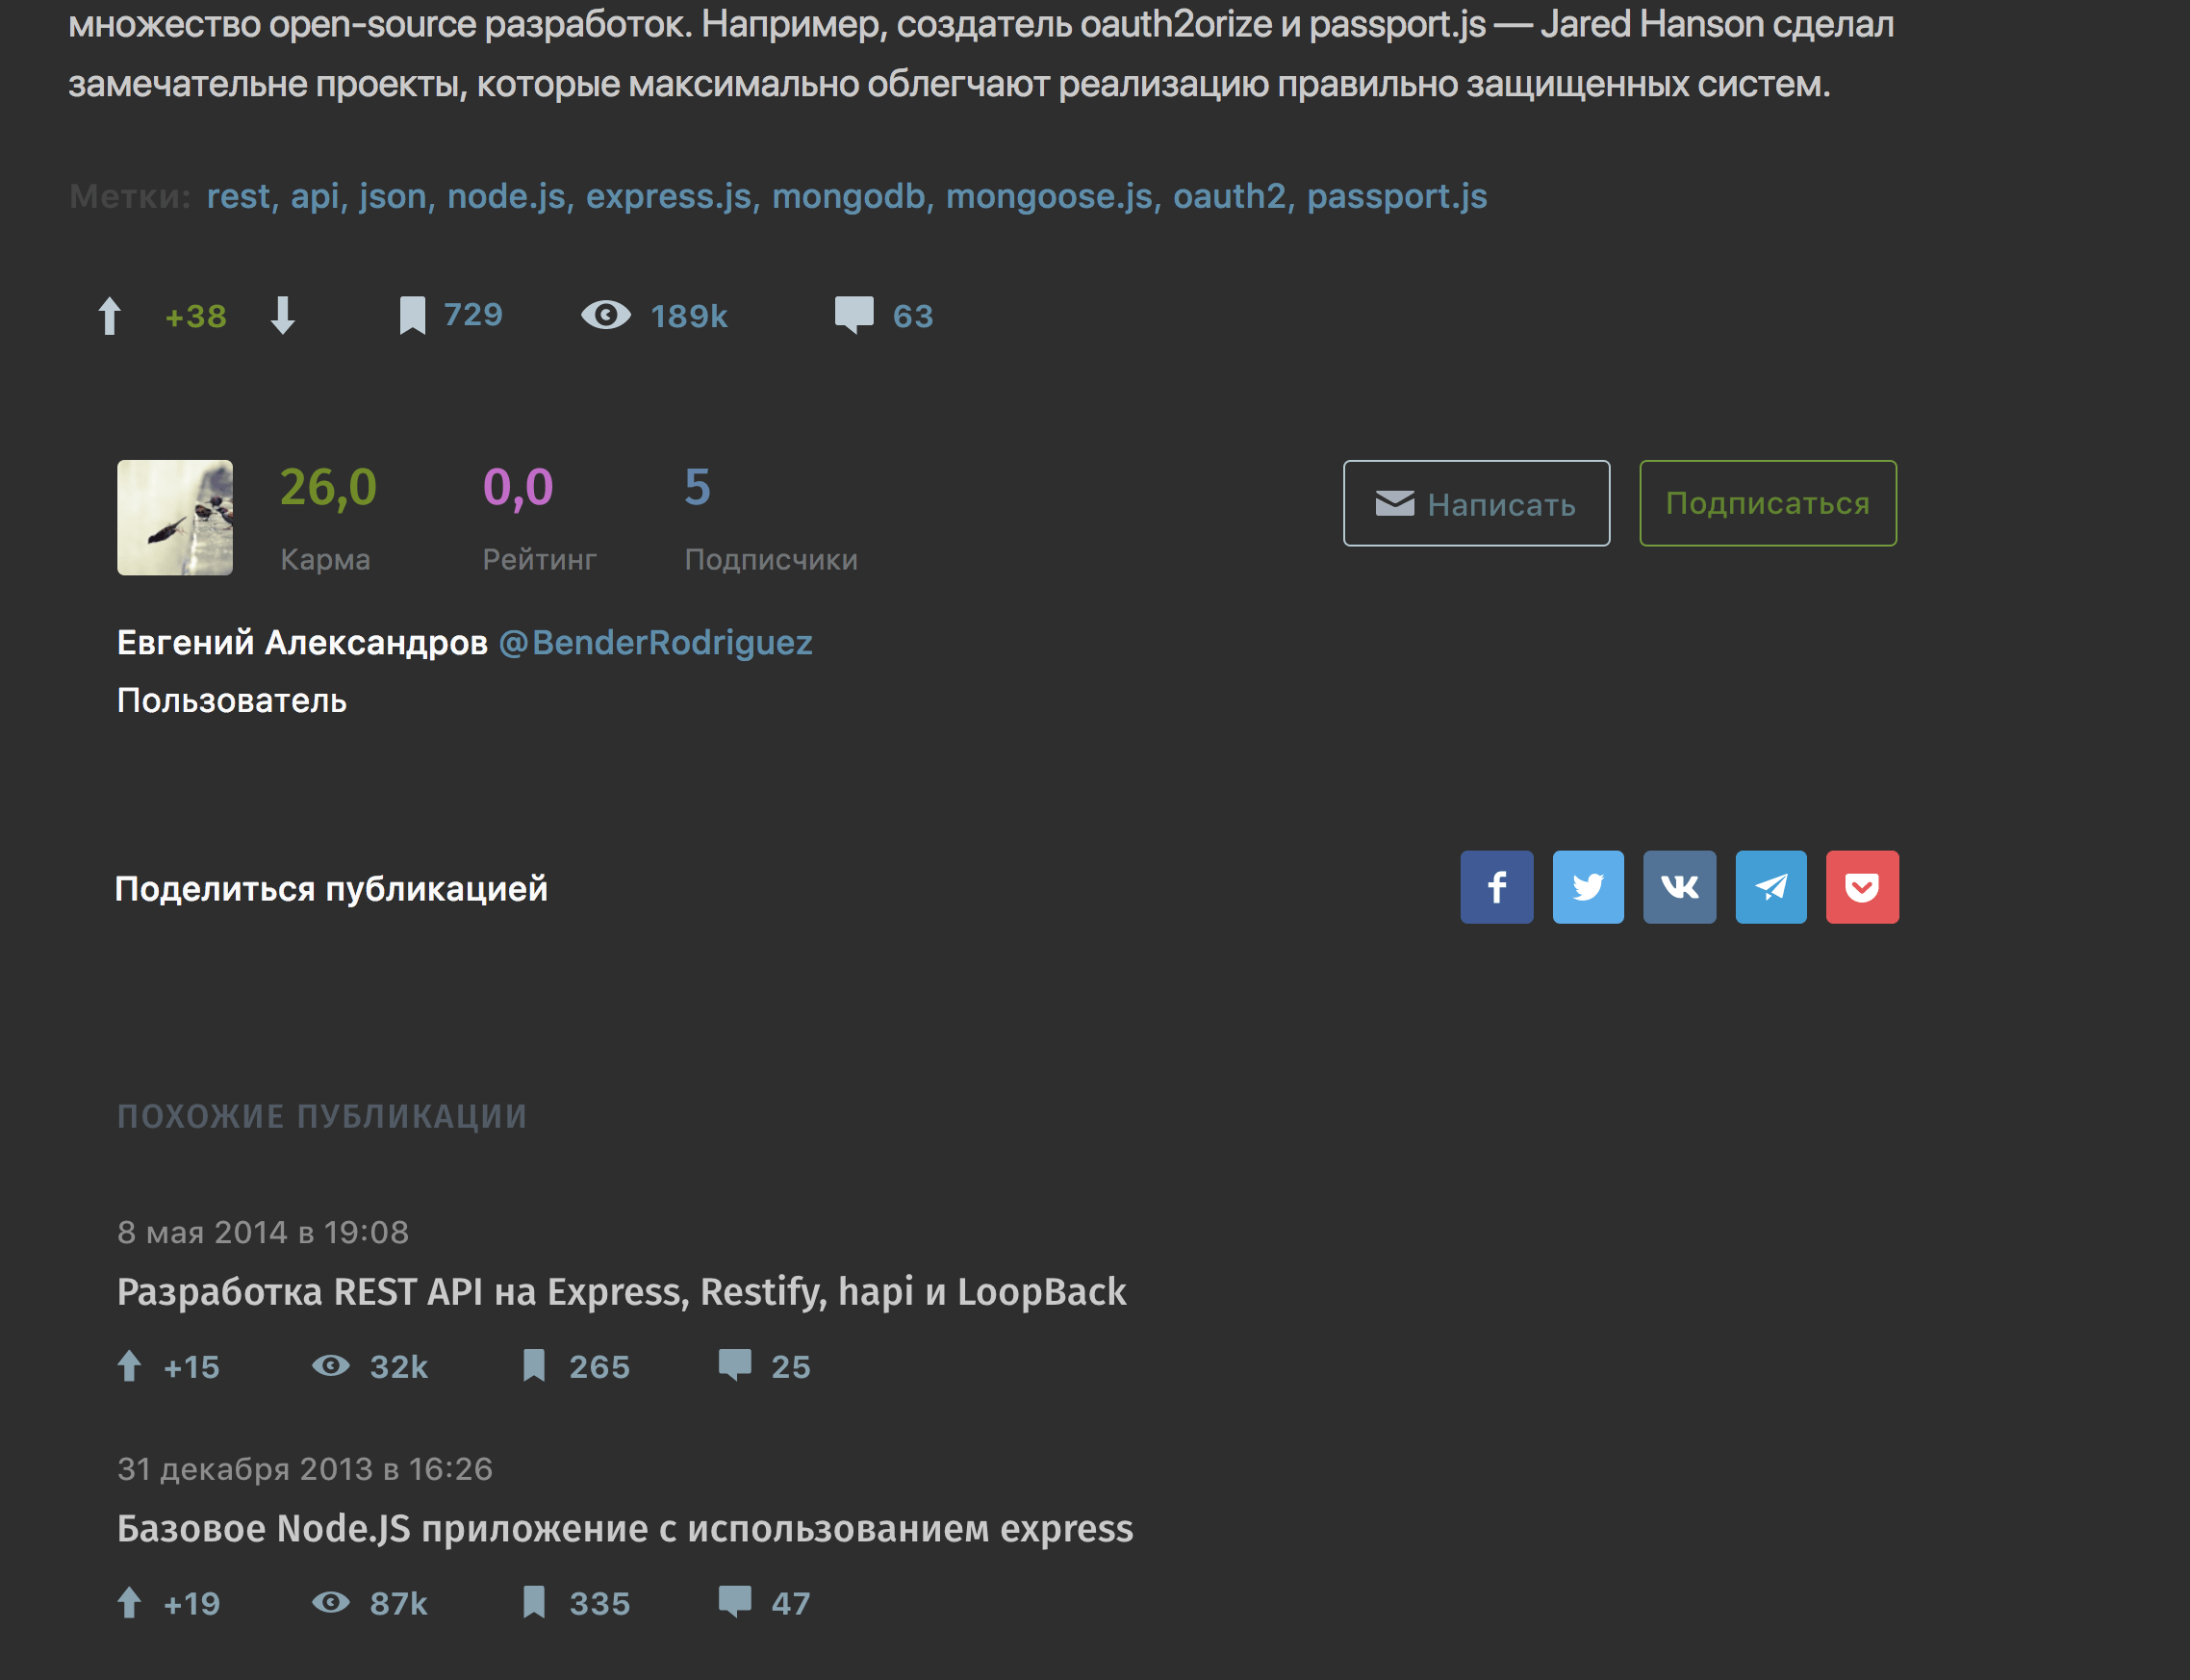 множество open-source разработок. Например, создатель oauth2orize и passport.js — Jared Hanson сделал
замечательне проекты, которые максимально облегчают реализацию правильно защищенных систем.
Метки: rest, api, json, node.js, express.js, mongodb, mongoose.js, oauth2, passport.js
+38 729 189k 63
26,0 0,0 5
Карма Рейтинг Подписчики
Написать Подписаться
Евгений Александров @BenderRodriguez
Пользователь
Поделиться публикацией
ПОХОЖИЕ ПУБЛИКАЦИИ
8 мая 2014 в 19:08
Разработка REST API на Express, Restify, hapi и LoopBack
+15 32k 265 25
31 декабря 2013 в 16:26
Базовое Node.JS приложение с использованием express
+19 87k 335 47